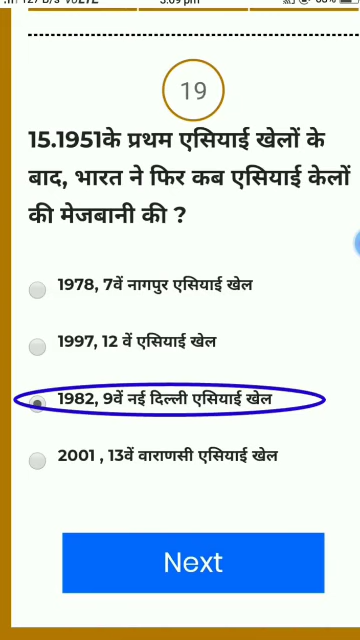 19
15.1951के प्रथम एसियाई खेलों के
बाद, भारत ने फिर कब एसियाई केलों
की मेजबानी की ?
1978, 7वें नागपुर एसियाई खेल
1997, 12 वें एसियाई खेल
1982, 9वें नई दिल्ली एसियाई खेल
2001 , 13वें वाराणसी एसियाई खेल
Next